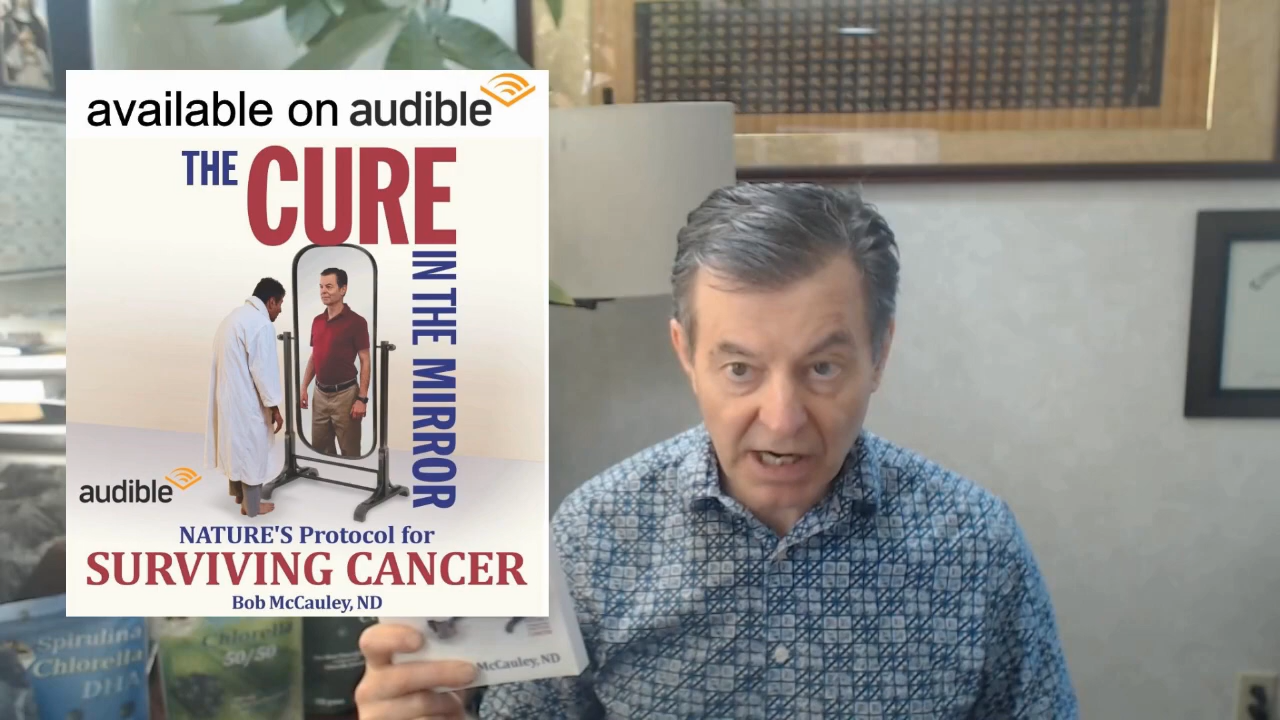 available on audible
THE CURE
IN THE MIRROR
audible
NATURE'S Protocol for
SURVIVING CANCER
Bob McCauley, ND
McCauley, ND
Spirulina
Chlorella
DHA
Chlorella
50/50